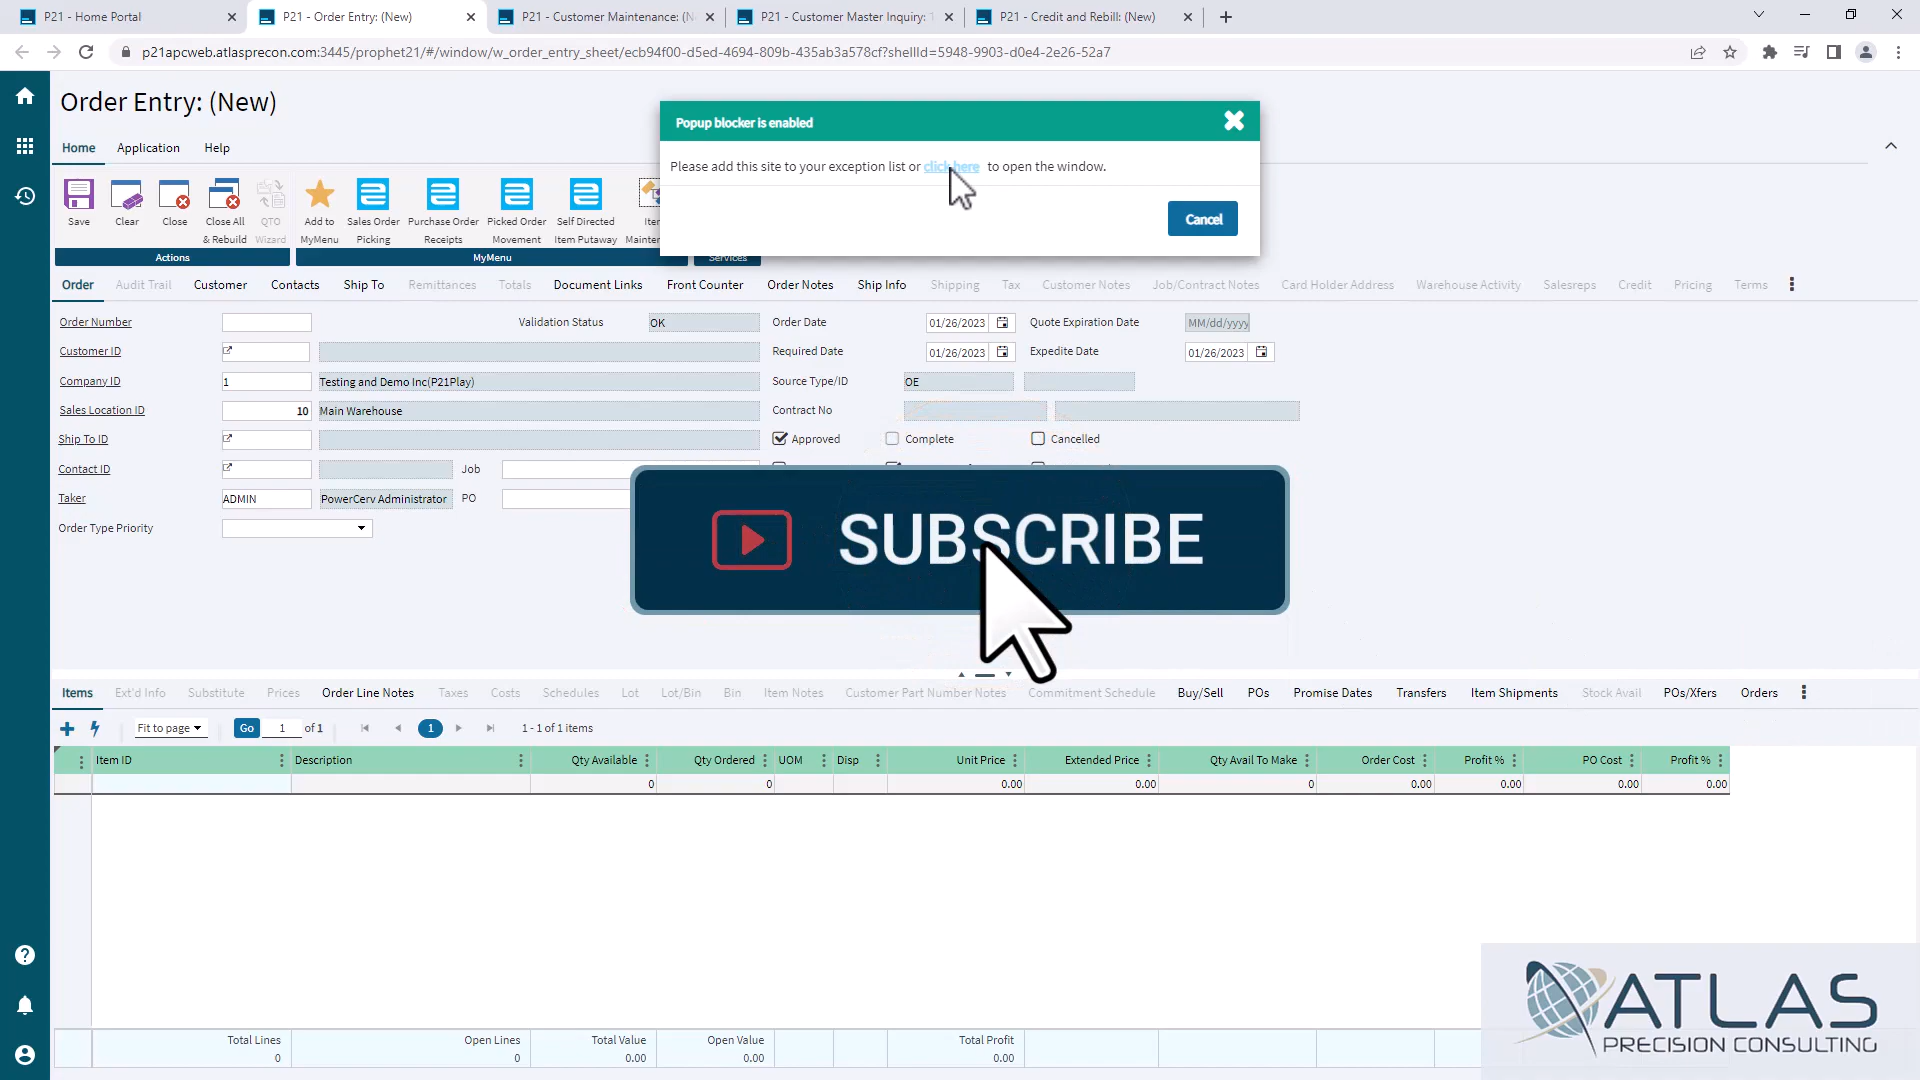 P21 - Home Portal
P21 - Order Entry: (New)
P21 - Customer Maintenance: (N
P21 - Customer Master Inquiry:
P21 - Credit and Rebill: (New)
p21apcweb.atlasprecon.com:3445/prophet21/#/window/w_order_entry_sheet/ecb94f00-d5ed-4694-809b-435ab3a578cf?shellId=5948-9903-d0e4-2e26-52a7
Order Entry: (New)
Popup blocker is enabled
Please add this site to your exception list or click here to open the window.
Cancel
Home Application Help
Save
Clear
Close
Close All & Rebuild
QTO Wizard
Add to MyMenu
Sales Order Picking
Purchase Order Receipts
Picked Order Movement
Self Directed Item Putaway
Actions
MyMenu
Services
Order Audit Trail Customer Contacts Ship To Remittances Totals Document Links Front Counter Order Notes Ship Info Shipping Tax Customer Notes Job/Contract Notes Card Holder Address Warehouse Activity Salesreps Credit Pricing Terms
Order Number Validation Status OK Order Date 01/26/2023 Quote Expiration Date MM/dd/yyyy
Customer ID Required Date 01/26/2023 Expedite Date 01/26/2023
Company ID 1 Testing and Demo Inc(P21Play) Source Type/ID OE
Sales Location ID 10 Main Warehouse Contract No
Ship To ID Approved Complete Cancelled
Contact ID Job
Taker ADMIN PowerCerv Administrator PO
Order Type Priority
SUBSCRIBE
Items Ext'd Info Substitute Prices Order Line Notes Taxes Costs Schedules Lot Lot/Bin Bin Item Notes Customer Part Number Notes Commitment Schedule Buy/Sell POs Promise Dates Transfers Item Shipments Stock Avail POs/Xfers Orders
Fit to page Go 1 of 1 1 1 - 1 of 1 items
Item ID Description Qty Available Qty Ordered UOM Disp Unit Price Extended Price Qty Avail To Make Order Cost Profit % PO Cost Profit %
0 0 0.00 0.00 0 0.00 0.00 0.00 0.00
Total Lines Open Lines Total Value Open Value Total Profit
0 0 0.00 0.00 0.00
ATLAS
PRECISION CONSULTING